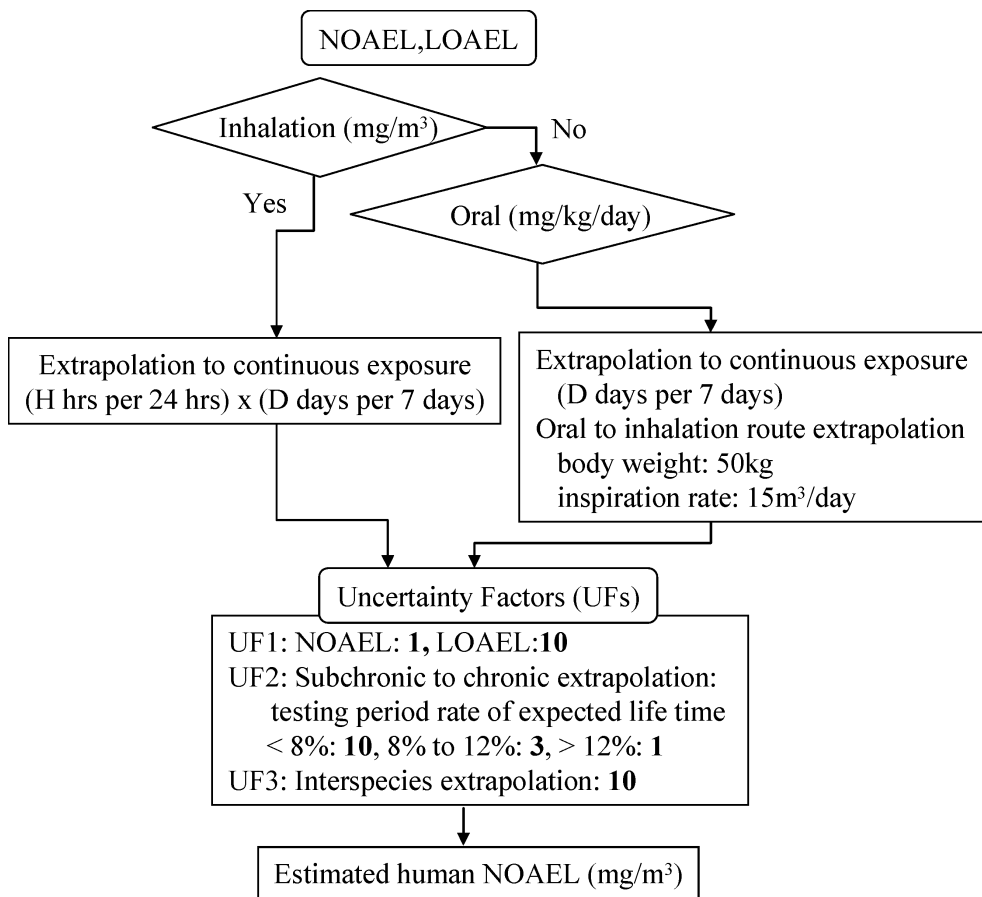 NOAEL,LOAEL
Inhalation (mg/m³)
No
Yes
Oral (mg/kg/day)
Extrapolation to continuous exposure
(H hrs per 24 hrs) x (D days per 7 days)
Extrapolation to continuous exposure
(D days per 7 days)
Oral to inhalation route extrapolation
body weight: 50kg
inspiration rate: 15m³/day
Uncertainty Factors (UFs)
UF1: NOAEL: 1, LOAEL:10
UF2: Subchronic to chronic extrapolation:
testing period rate of expected life time
< 8%: 10, 8% to 12%: 3, > 12%: 1
UF3: Interspecies extrapolation: 10
Estimated human NOAEL (mg/m³)